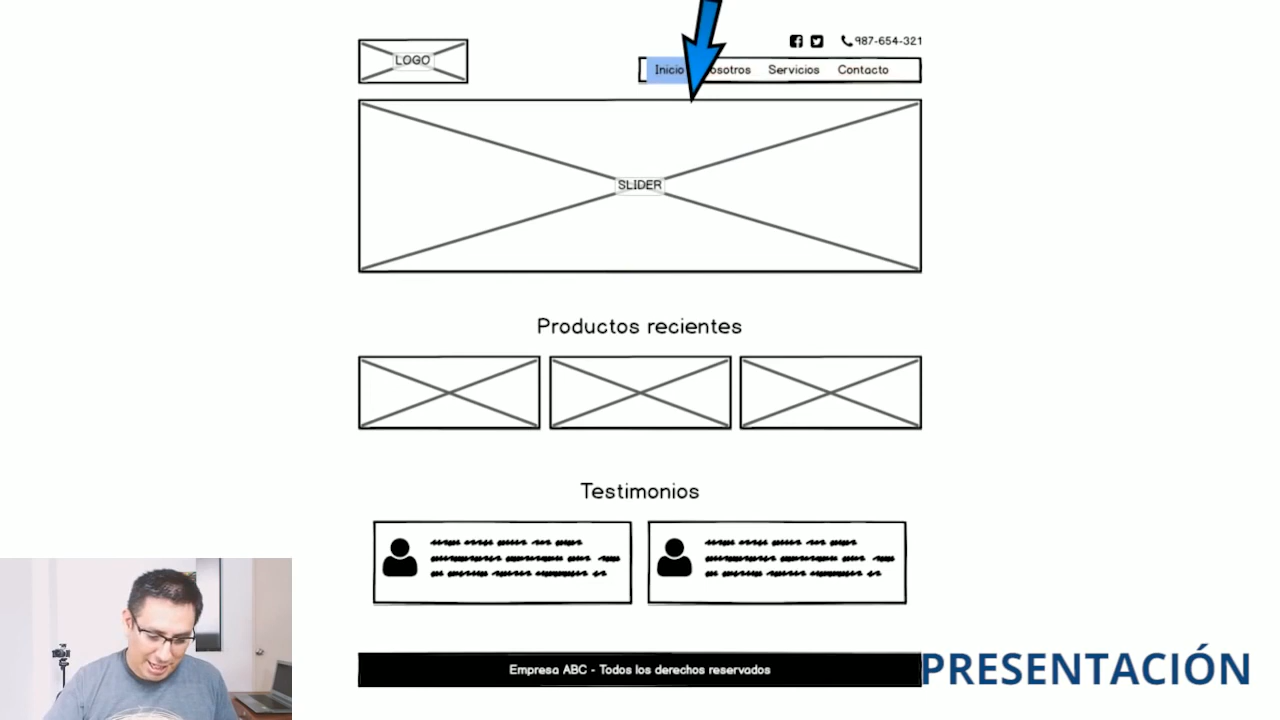 987-654-321
LOGO
Inicio osotros Servicios Contacto
SLIDER
Productos recientes
Testimonios
Empresa ABC - Todos los derechos reservados
PRESENTACIÓN